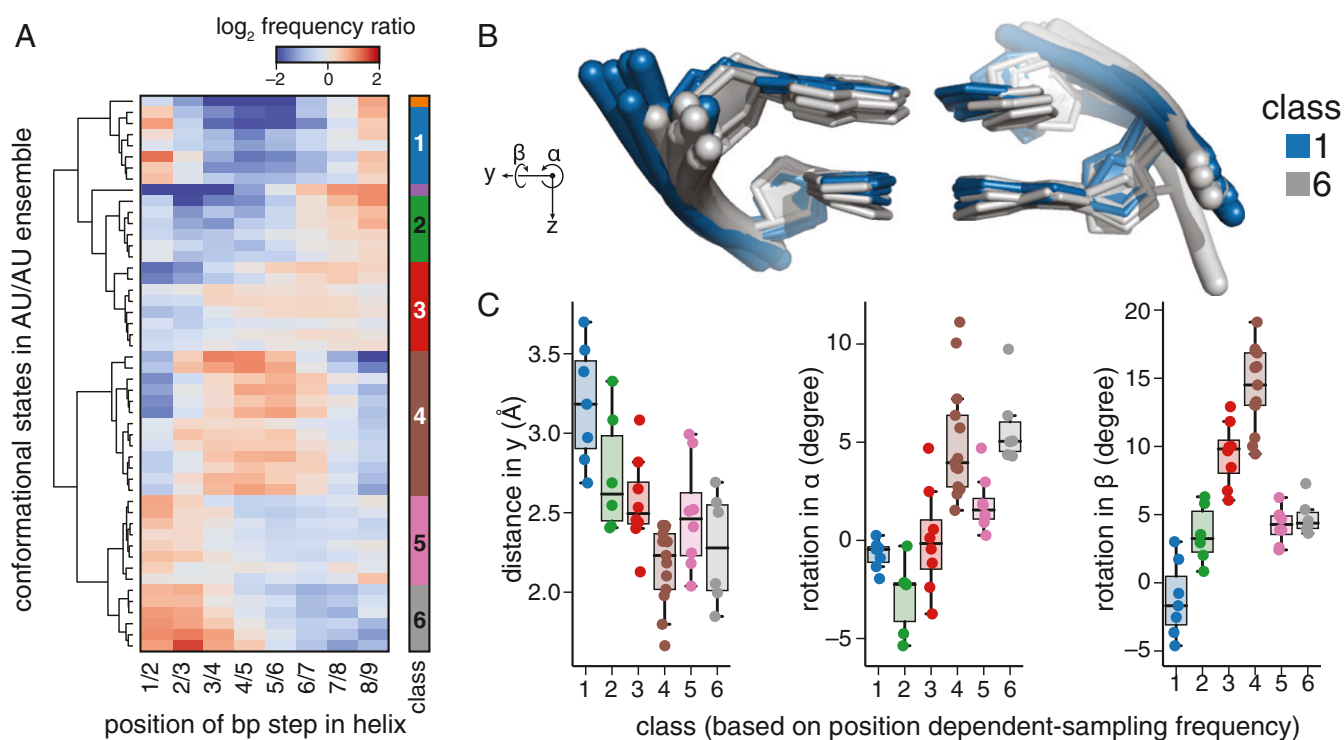 A
log2 frequency ratio
−2 0 2
conformational states in AU/AU ensemble
1
2
3
4
5
6
class
1/2 2/3 3/4 4/5 5/6 6/7 7/8 8/9
position of bp step in helix
B
β α
y
z
class
1
6
C
distance in y (Å)
3.5
3.0
2.5
2.0
1 2 3 4 5 6
rotation in α (degree)
10
5
0
−5
1 2 3 4 5 6
rotation in β (degree)
20
15
10
5
0
−5
1 2 3 4 5 6
class (based on position dependent-sampling frequency)